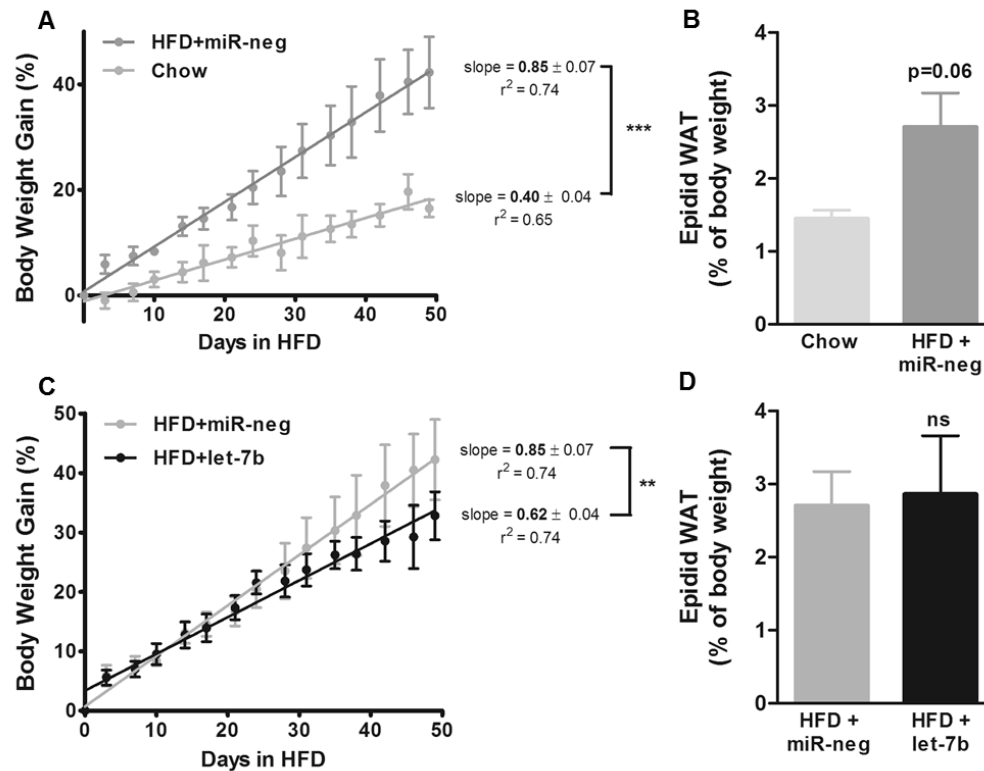 A
HFD+miR-neg
Chow
Body Weight Gain (%)
40
20
0
10
20
30
40
50
Days in HFD
slope = 0.85 ± 0.07
r² = 0.74
***
slope = 0.40 ± 0.04
r² = 0.65
B
Epidid WAT
(% of body weight)
4
3
2
1
0
p=0.06
Chow
HFD +
miR-neg
C
HFD+miR-neg
HFD+let-7b
Body Weight Gain (%)
50
40
30
20
10
0
0
10
20
30
40
50
Days in HFD
slope = 0.85 ± 0.07
r² = 0.74
**
slope = 0.62 ± 0.04
r² = 0.74
D
Epidid WAT
(% of body weight)
4
3
2
1
0
ns
HFD +
miR-neg
HFD +
let-7b